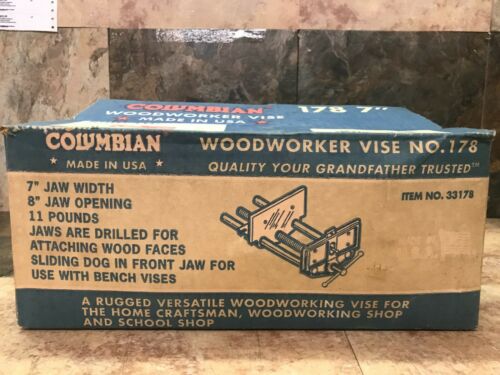 COLUMBIAN 178 7"
WOODWORKER VISE
MADE IN USA
COLUMBIAN WOODWORKER VISE NO. 178
★ MADE IN USA ★ QUALITY YOUR GRANDFATHER TRUSTED™
ITEM NO. 33178
7" JAW WIDTH
8" JAW OPENING
11 POUNDS
JAWS ARE DRILLED FOR
ATTACHING WOOD FACES
SLIDING DOG IN FRONT JAW FOR
USE WITH BENCH VISES
A RUGGED VERSATILE WOODWORKING VISE FOR
THE HOME CRAFTSMAN, WOODWORKING SHOP
AND SCHOOL SHOP